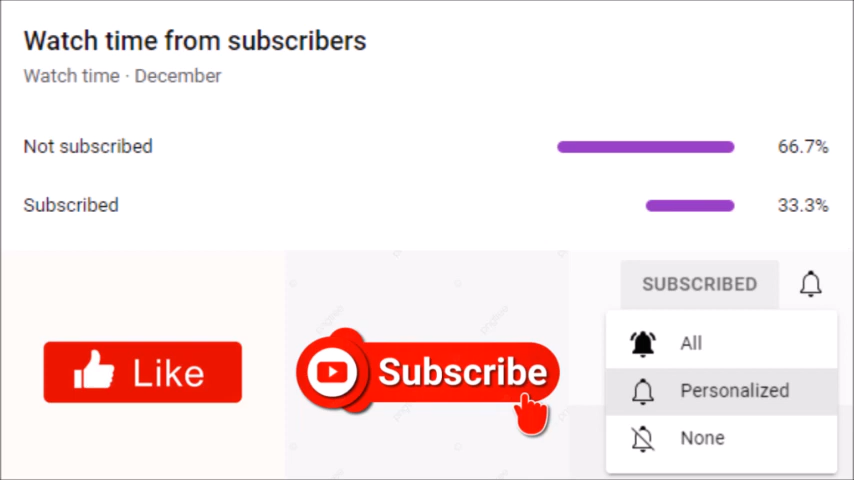 Watch time from subscribers
Watch time · December
Not subscribed 66.7%
Subscribed 33.3%
Like
Subscribe
SUBSCRIBED
All
Personalized
None